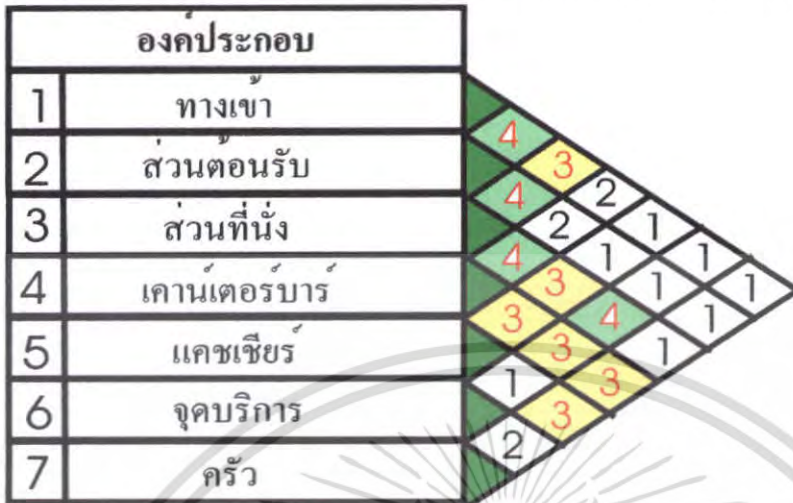 องค์ประกอบ
1 ทางเข้า
4
2 ส่วนต้อนรับ 3
4 2
3 ส่วนที่นั่ง 2 1
4 1 1
4 เคาน์เตอร์บาร์ 3 1 1
3 4 1
5 แคชเชียร์ 3 1
1 3
6 จุดบริการ 3
2
7 ครัว